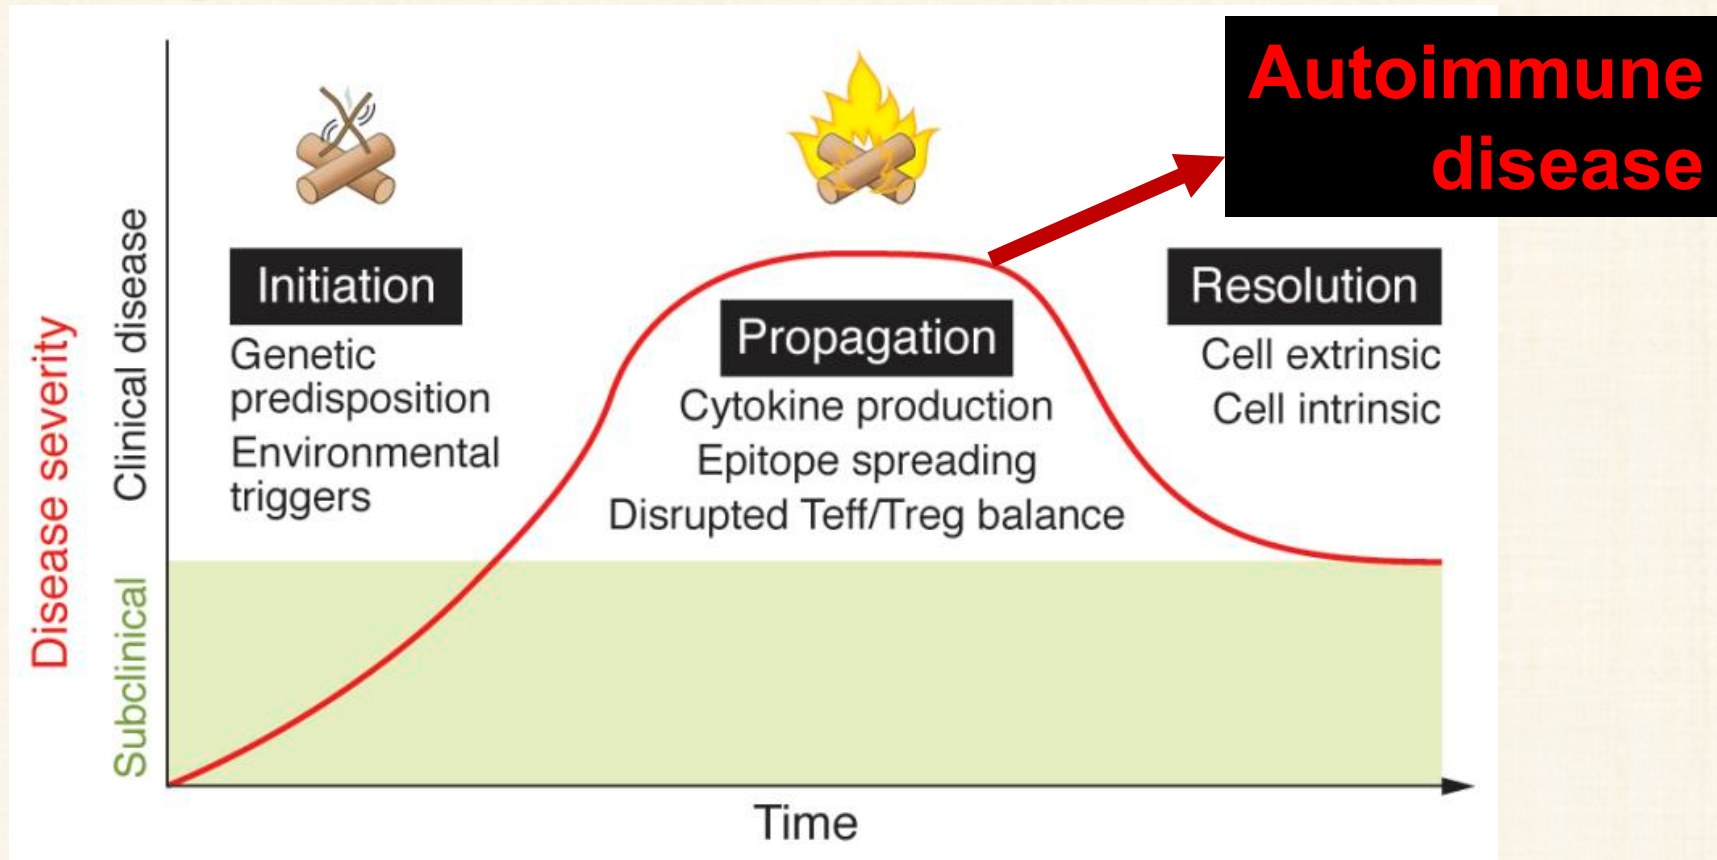 Autoimmune
disease
Disease severity
Clinical disease
Subclinical
Initiation
Genetic
predisposition
Environmental
triggers
Propagation
Cytokine production
Epitope spreading
Disrupted Teff/Treg balance
Resolution
Cell extrinsic
Cell intrinsic
Time